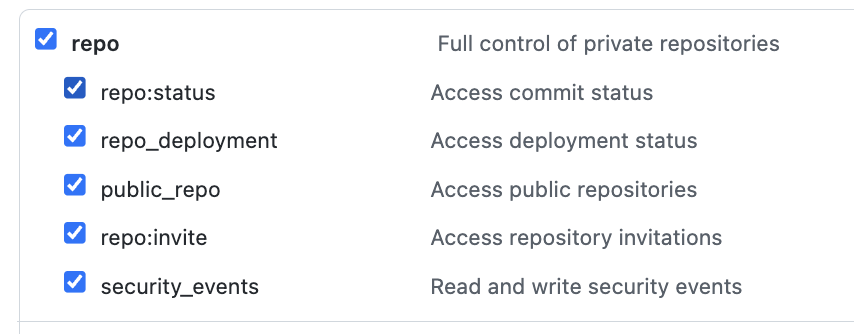 repo Full control of private repositories
repo:status Access commit status
repo_deployment Access deployment status
public_repo Access public repositories
repo:invite Access repository invitations
security_events Read and write security events